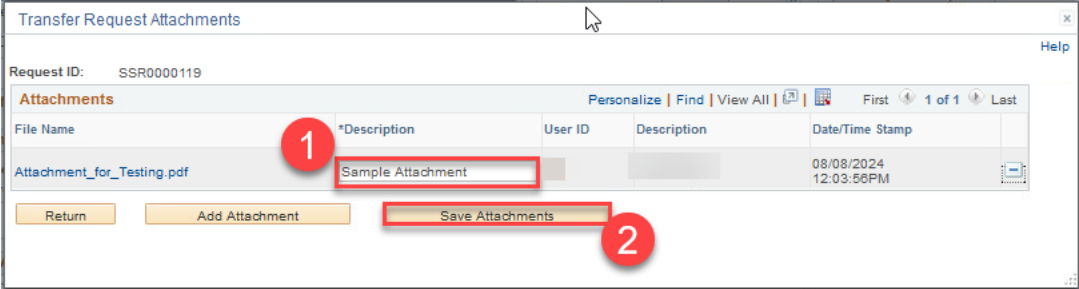 Transfer Request Attachments
x
Help
Request ID: SSR0000119
Attachments Personalize | Find | View All | | First 1 of 1 Last
File Name *Description User ID Description Date/Time Stamp
1
Attachment_for_Testing.pdf Sample Attachment 08/08/2024
12:03:56PM
Return Add Attachment Save Attachments
2